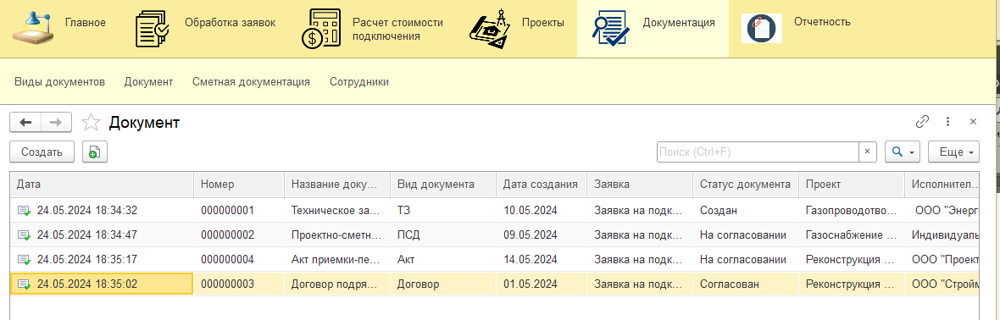 Главное
Обработка заявок
Расчет стоимости
подключения
Проекты
Документация
Отчетность
Виды документов Документ Сметная документация Сотрудники
Документ
Создать Поиск (Ctrl+F) × Еще
Дата Номер Название доку... Вид документа Дата создания Заявка Статус документа Проект Исполнител...
24.05.2024 18:34:32 000000001 Техническое за... ТЗ 10.05.2024 Заявка на подк... Создан Газопроводотво... ООО "Энерг
24.05.2024 18:34:47 000000002 Проектно-сметн... ПСД 09.05.2024 Заявка на подк... На согласовании Газоснабжение ... Индивидуаль
24.05.2024 18:35:17 000000004 Акт приемки-пе... Акт 14.05.2024 Заявка на подк... На согласовании Реконструкция ... ООО "Проект
24.05.2024 18:35:02 000000003 Договор подря... Договор 01.05.2024 Заявка на подк... Согласован Реконструкция ... ООО "Стройм